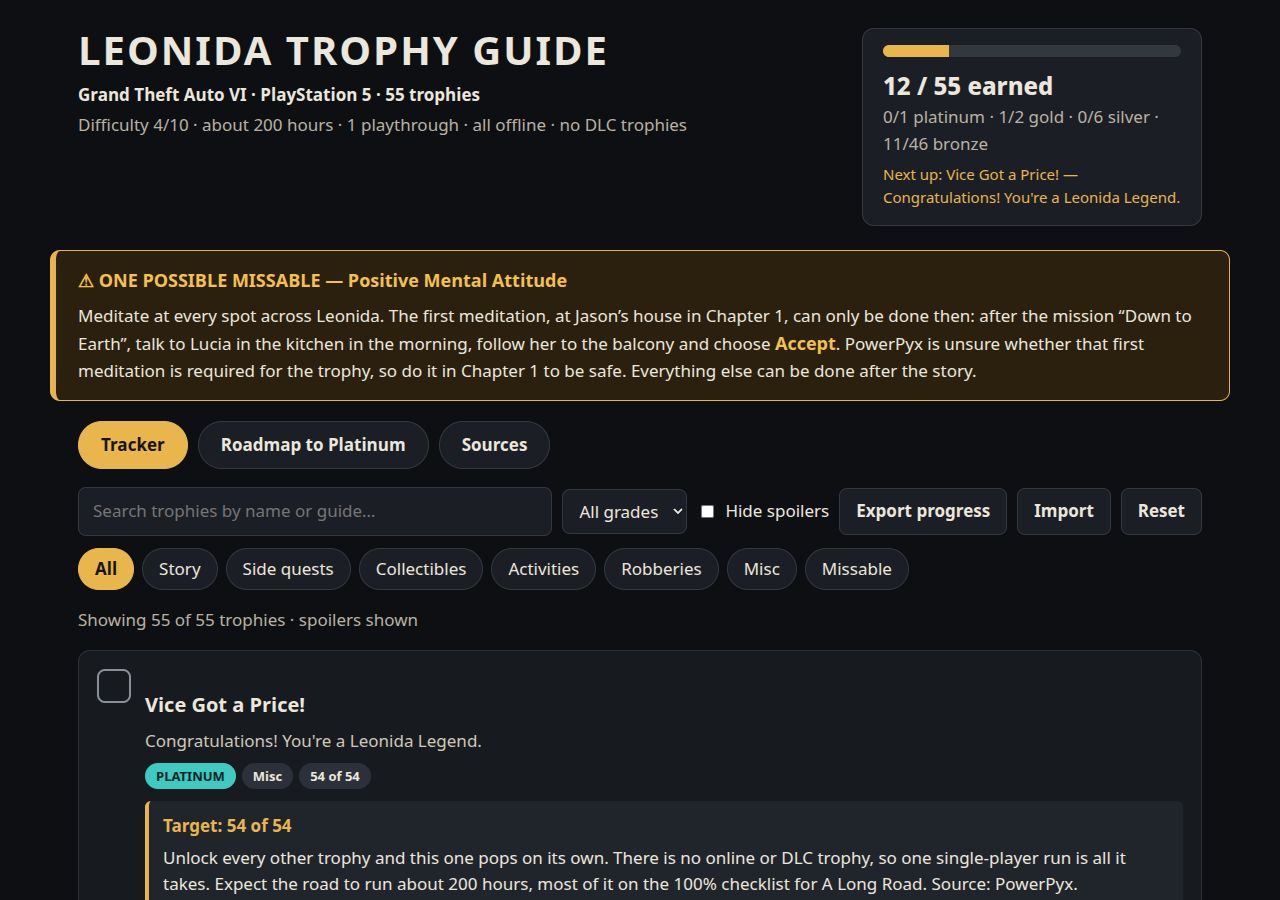 LEONIDA TROPHY GUIDE
Grand Theft Auto VI · PlayStation 5 · 55 trophies
Difficulty 4/10 · about 200 hours · 1 playthrough · all offline · no DLC trophies
12 / 55 earned
0/1 platinum · 1/2 gold · 0/6 silver ·
11/46 bronze
Next up: Vice Got a Price! —
Congratulations! You're a Leonida Legend.
⚠ ONE POSSIBLE MISSABLE — Positive Mental Attitude
Meditate at every spot across Leonida. The first meditation, at Jason’s house in Chapter 1, can only be done then: after the mission “Down to
Earth”, talk to Lucia in the kitchen in the morning, follow her to the balcony and choose Accept. PowerPyx is unsure whether that first
meditation is required for the trophy, so do it in Chapter 1 to be safe. Everything else can be done after the story.
Tracker
Roadmap to Platinum
Sources
Search trophies by name or guide...
All grades
Hide spoilers
Export progress
Import
Reset
All
Story
Side quests
Collectibles
Activities
Robberies
Misc
Missable
Showing 55 of 55 trophies · spoilers shown
Vice Got a Price!
Congratulations! You're a Leonida Legend.
PLATINUM
Misc
54 of 54
Target: 54 of 54
Unlock every other trophy and this one pops on its own. There is no online or DLC trophy, so one single-player run is all it
takes. Expect the road to run about 200 hours, most of it on the 100% checklist for A Long Road. Source: PowerPyx.